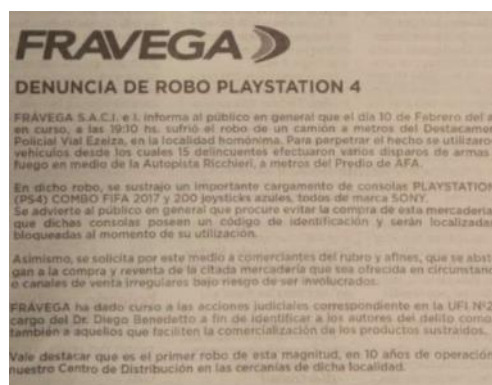 FRAVEGA
DENUNCIA DE ROBO PLAYSTATION 4
FRÁVEGA S.A.C.I. e I. informa al público en general que el día 10 de Febrero del
en curso, a las 19:10 hs. sufrió el robo de un camión a metros del
Policial Vial Ezeiza, en la localidad homónima. Para perpetrar el hecho se
vehículos desde los cuales 15 delincuentes efectuaron varios disparos de armas
fuego en medio de la Autopista Ricchieri, a metros del Predio de AFA.
En dicho robo, se sustrajo un importante cargamento de consolas
(PS4) COMBO FIFA 2017 y 200 joysticks azules, todos de marca SONY.
Se advierte al público en general que procure evitar la compra de esta mercadería
que dichas consolas poseen un código de identificación y serán
bloqueadas al momento de su utilización.
Asimismo, se solicita por este medio a comerciantes del rubro y afines, que se
gan a la compra y reventa de la citada mercadería que sea ofrecida en
o canales de venta irregulares bajo riesgo de ser involucrados.
FRÁVEGA ha dado curso a las acciones judiciales correspondiente en la UFI
cargo del Dr. Diego Benedetto a fin de identificar a los autores del delito como
también a aquellos que faciliten la comercialización de los productos sustraídos.
Vale destacar que es el primer robo de esta magnitud, en 10 años de operación
nuestro Centro de Distribución en las cercanías de dicha localidad.